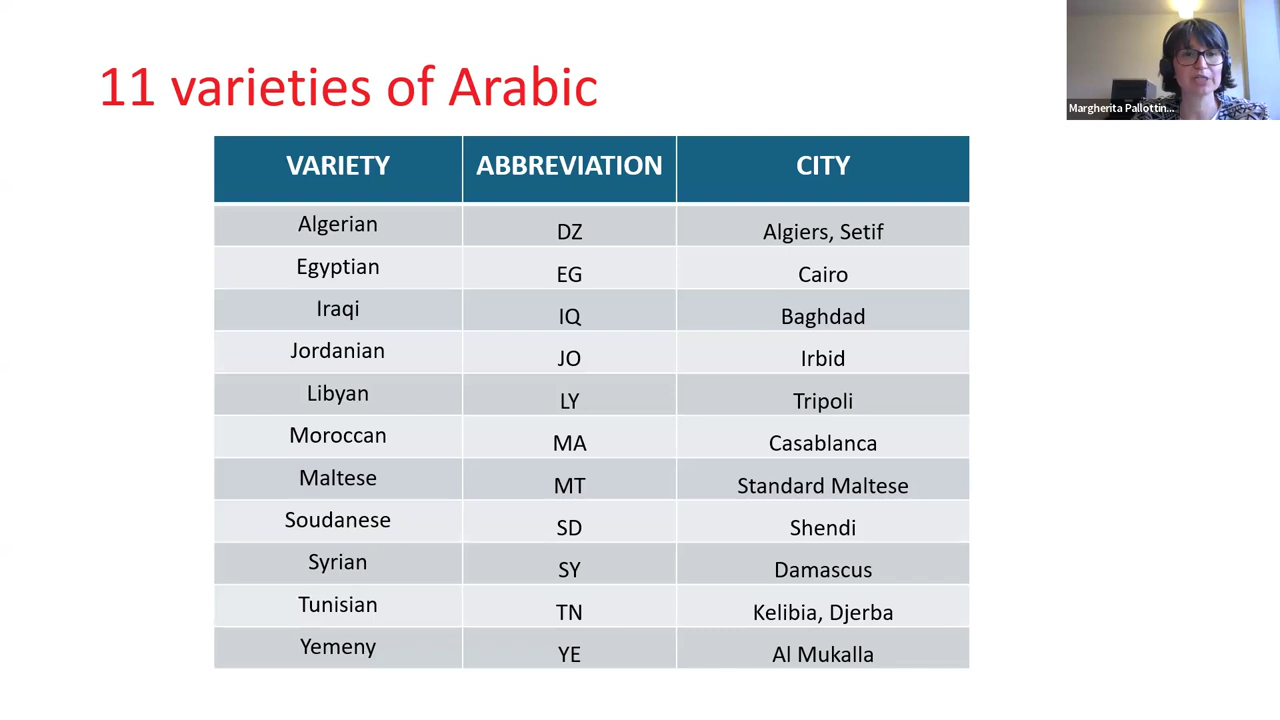 11 varieties of Arabic
Margherita Pallottin...
VARIETY ABBREVIATION CITY
Algerian DZ Algiers, Setif
Egyptian EG Cairo
Iraqi IQ Baghdad
Jordanian JO Irbid
Libyan LY Tripoli
Moroccan MA Casablanca
Maltese MT Standard Maltese
Soudanese SD Shendi
Syrian SY Damascus
Tunisian TN Kelibia, Djerba
Yemeny YE Al Mukalla